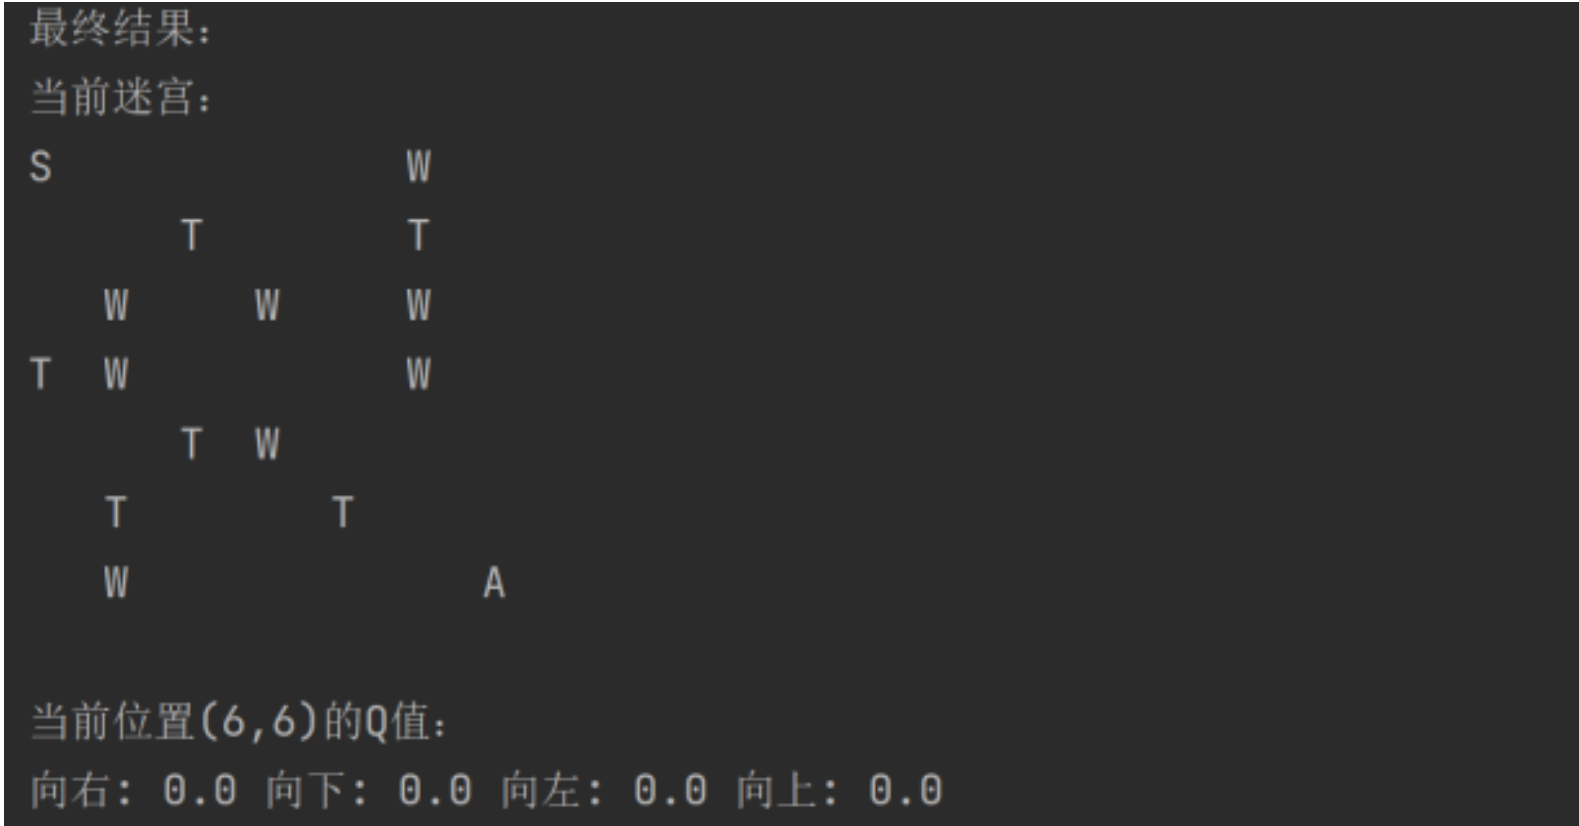 最终结果：
当前迷宫：
S                   W
        T           T
    W       W       W
T   W               W
        T   W
    T           T
    W                   A
当前位置(6,6)的Q值：
向右: 0.0 向下: 0.0 向左: 0.0 向上: 0.0